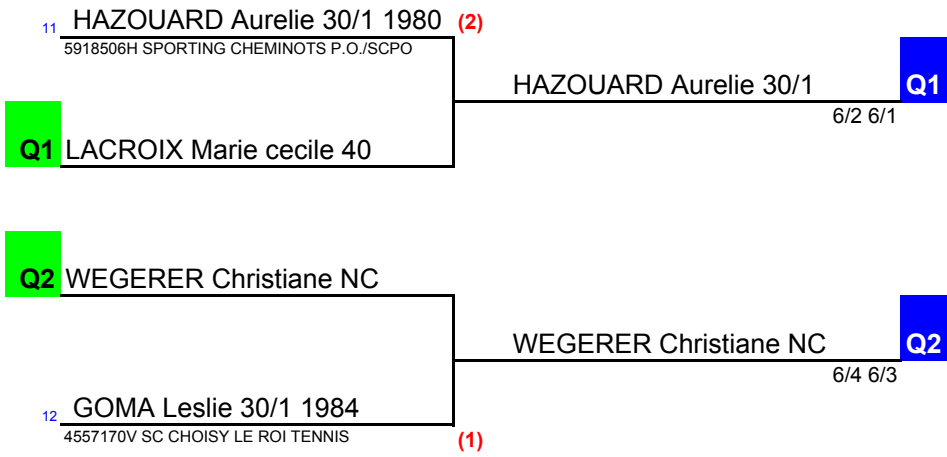 11 HAZOUARD Aurelie 30/1 1980 (2)
5918506H SPORTING CHEMINOTS P.O./SCPO
HAZOUARD Aurelie 30/1 Q1
6/2 6/1
Q1 LACROIX Marie cecile 40
Q2 WEGERER Christiane NC
WEGERER Christiane NC Q2
6/4 6/3
12 GOMA Leslie 30/1 1984
4557170V SC CHOISY LE ROI TENNIS (1)